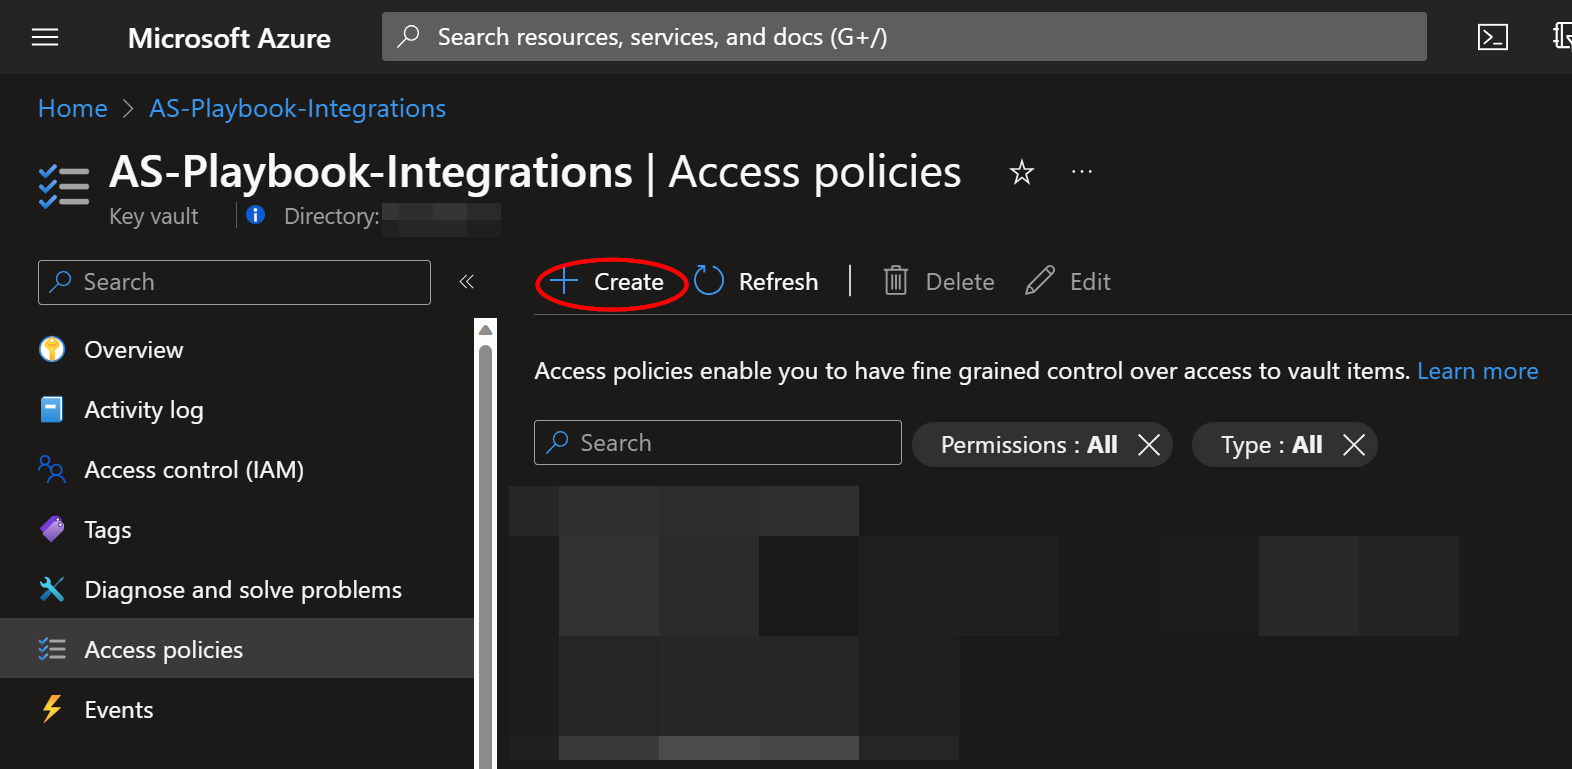 Microsoft Azure
Search resources, services, and docs (G+/)
Home > AS-Playbook-Integrations
AS-Playbook-Integrations | Access policies ☆ ...
Key vault
Directory:
Search «
Create Refresh | Delete Edit
Overview
Activity log
Access control (IAM)
Tags
Diagnose and solve problems
Access policies
Events
Access policies enable you to have fine grained control over access to vault items. Learn more
Search
Permissions : All
Type : All